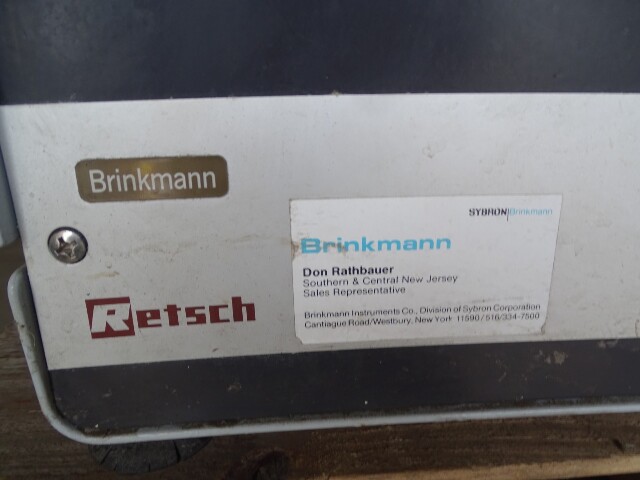 Brinkmann
Retsch
SYBRON|Brinkmann
Brinkmann
Don Rathbauer
Southern & Central New Jersey
Sales Representative
Brinkmann Instruments Co., Division of Sybron Corporation
Cantiague Road/Westbury, New York 11590/516/334-7500